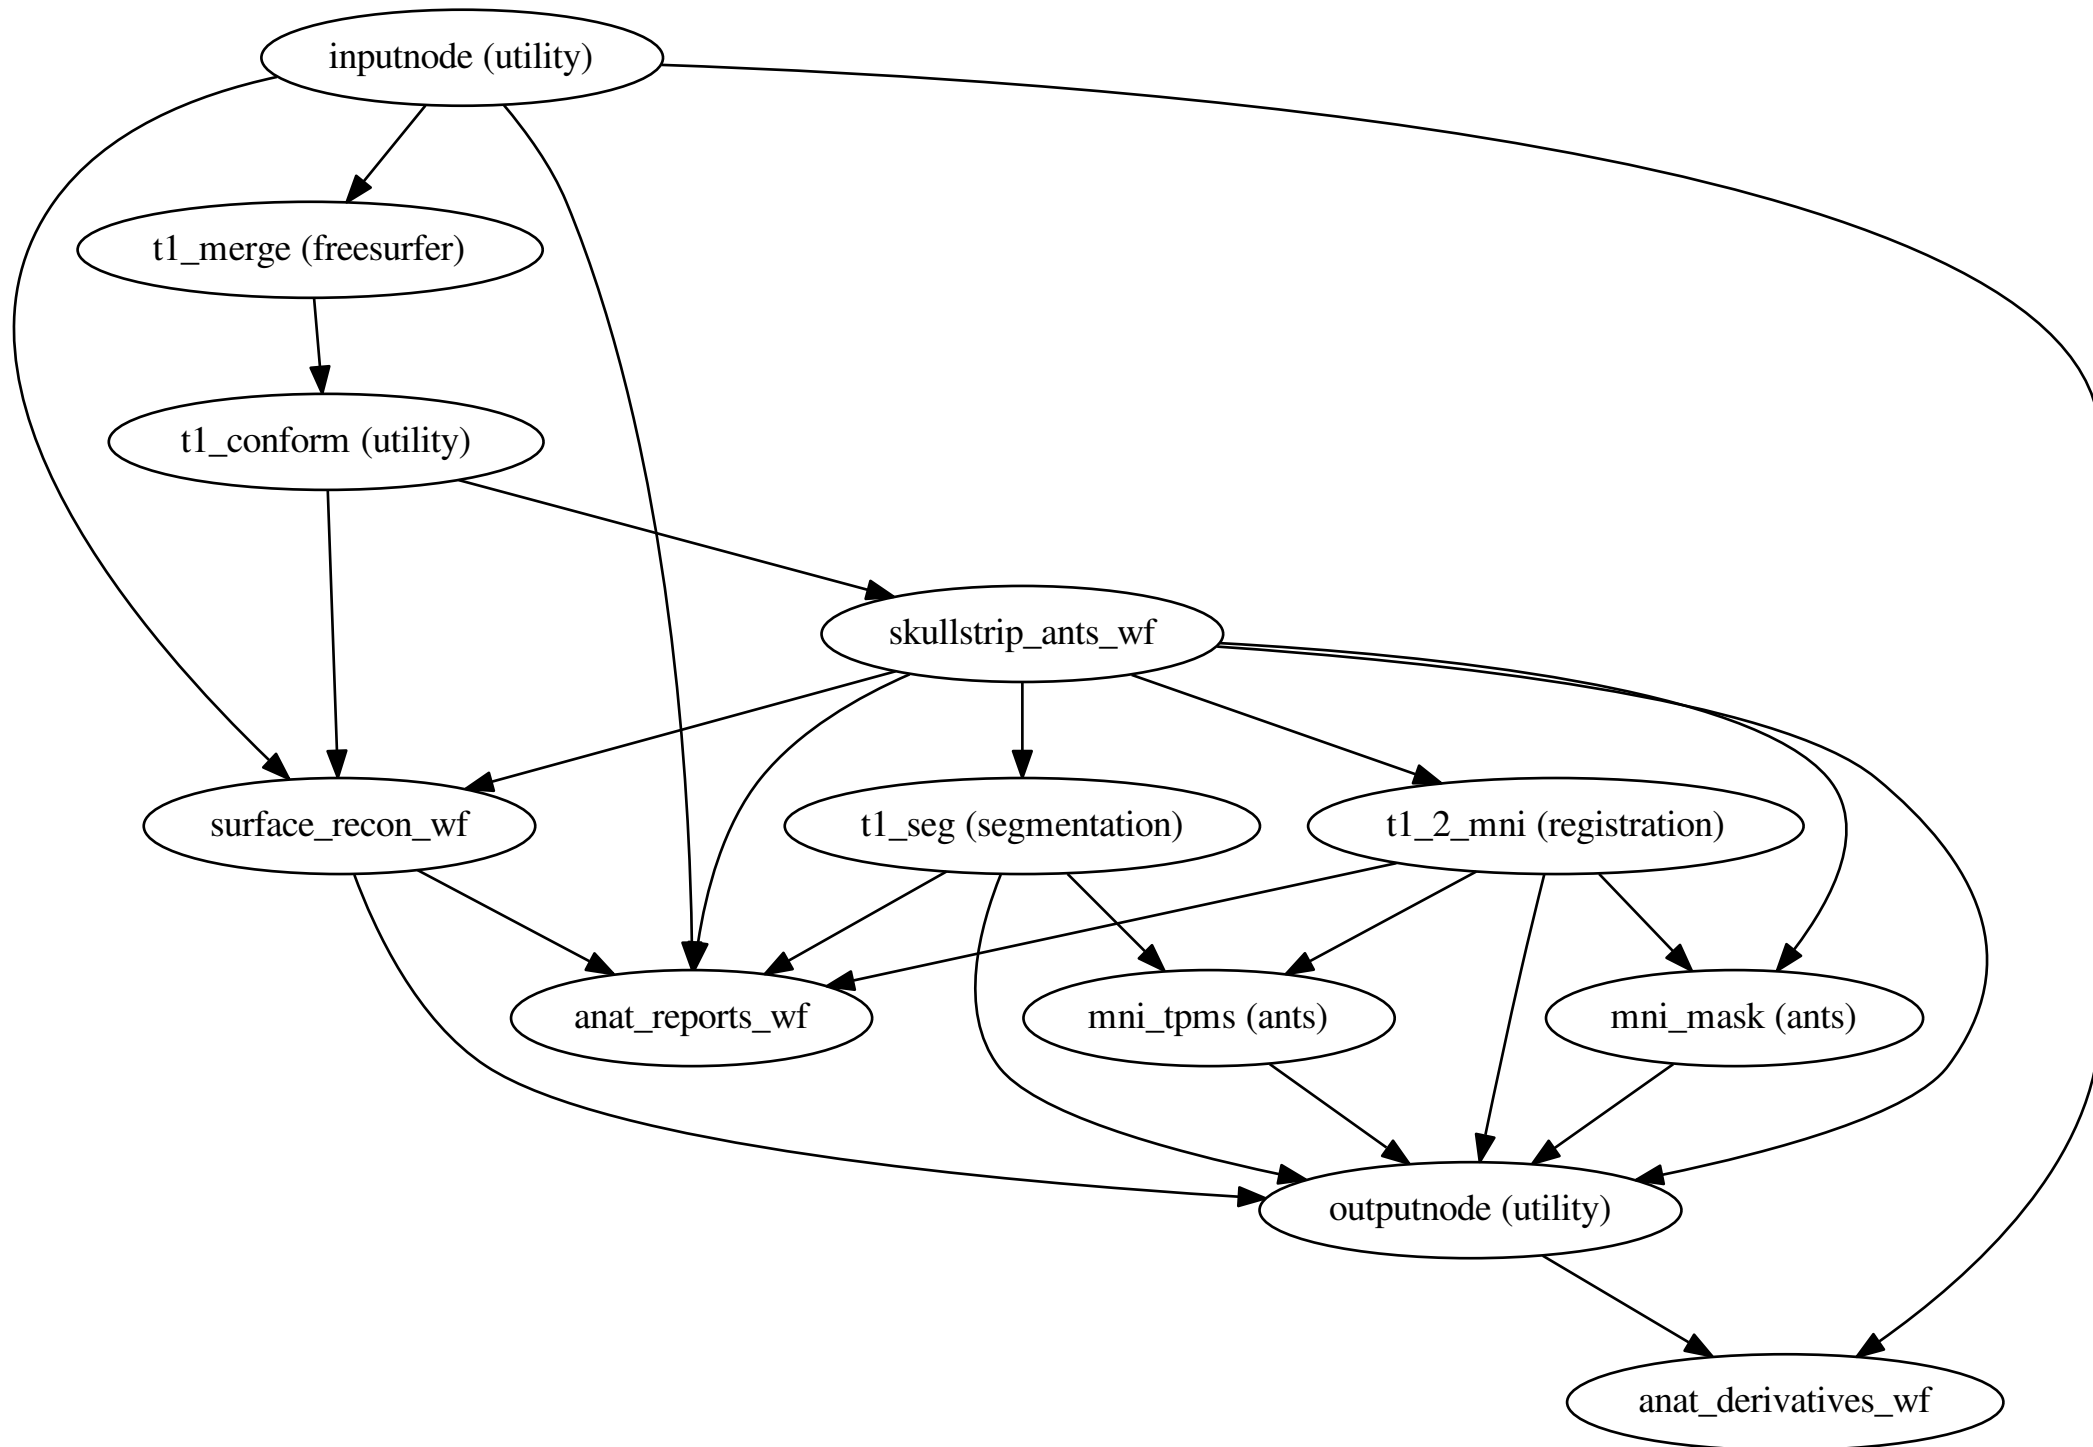 inputnode (utility)
t1_merge (freesurfer)
t1_conform (utility)
skullstrip_ants_wf
surface_recon_wf
t1_seg (segmentation)
t1_2_mni (registration)
anat_reports_wf
mni_tpms (ants)
mni_mask (ants)
outputnode (utility)
anat_derivatives_wf